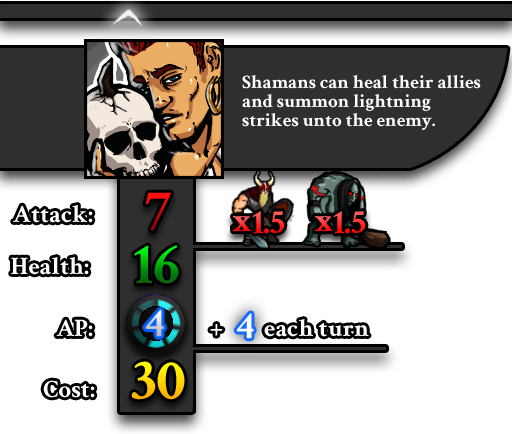 Shamans can heal their allies
and summon lightning
strikes unto the enemy.
Attack: 7 x1.5 x1.5
Health: 16
AP: 4 + 4 each turn
Cost: 30